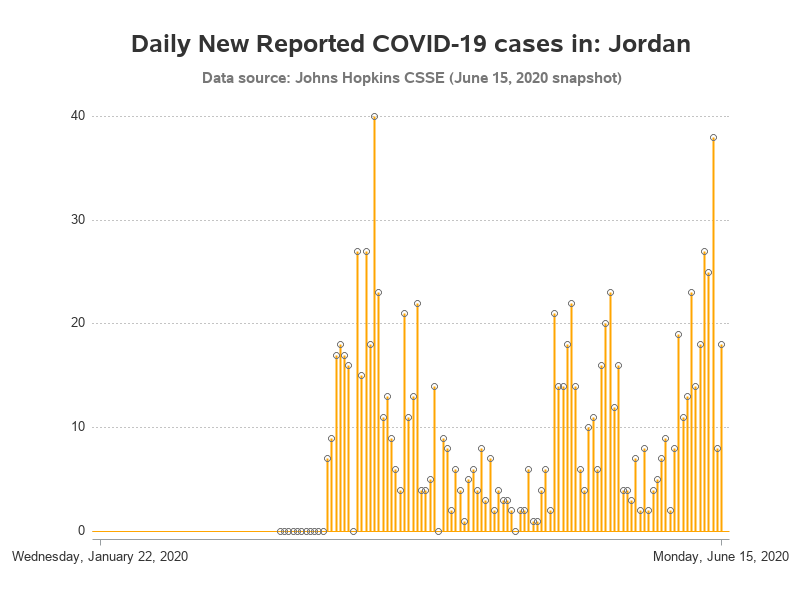 Daily New Reported COVID-19 cases in: Jordan
Data source: Johns Hopkins CSSE (June 15, 2020 snapshot)
40
30
20
10
0
Wednesday, January 22, 2020
Monday, June 15, 2020